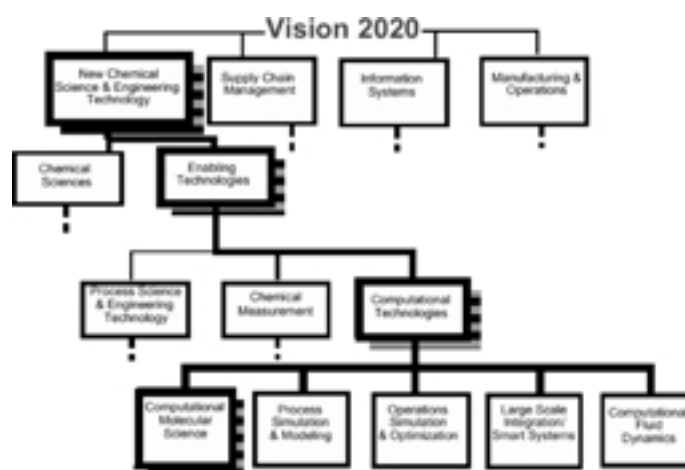 Vision 2020
New Chemical
Science & Engineering
Technology
Supply Chain
Management
Information
Systems
Manufacturing &
Operations
Chemical
Sciences
Enabling
Technologies
Process Science
& Engineering
Technology
Chemical
Measurement
Computational
Technologies
Computational
Molecular
Science
Process
Simulation
& Modeling
Operations
Simulation
& Optimization
Large Scale
Integration/
Smart Systems
Computational
Fluid
Dynamics